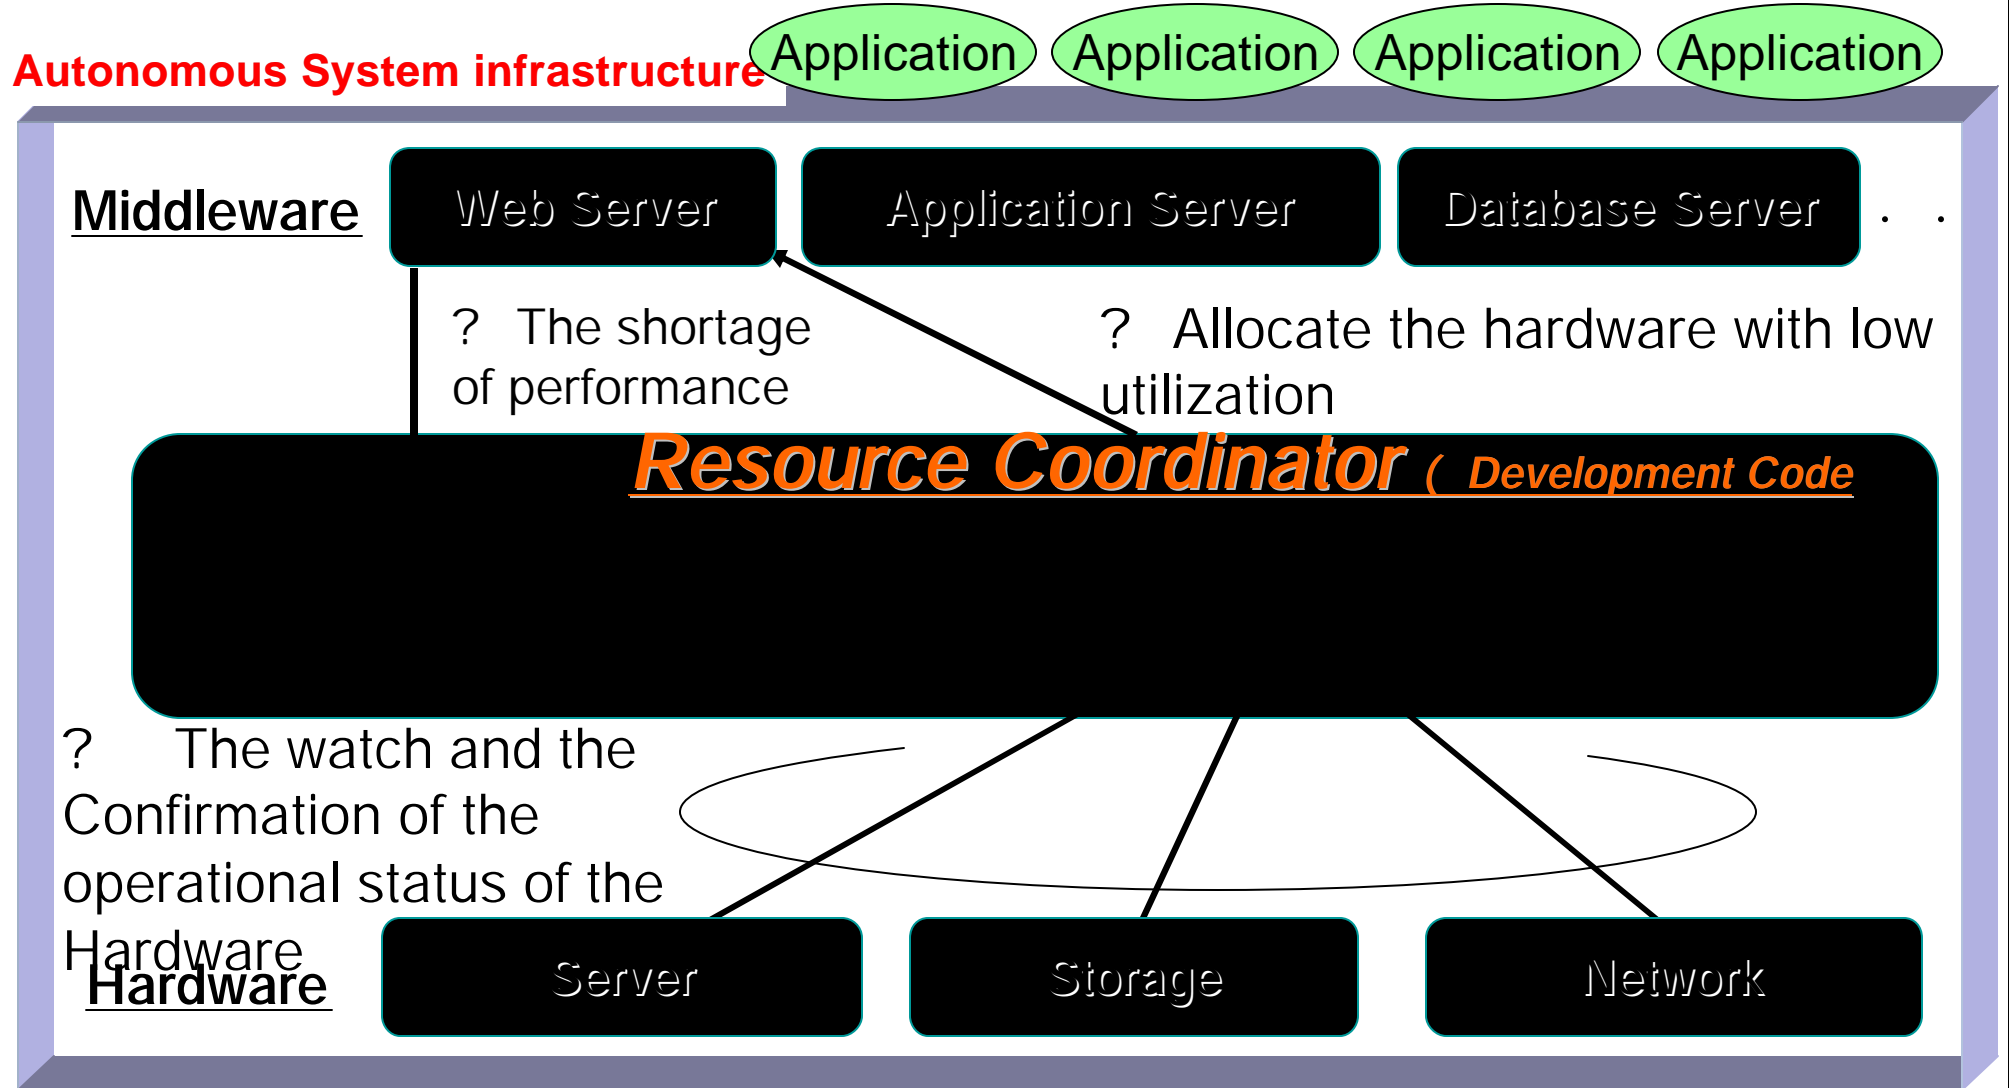 Autonomous System infrastructure
Application Application Application Application
Middleware
Web Server
Application Server
Database Server
. .
? The shortage
of performance
? Allocate the hardware with low
utilization
Resource Coordinator ( Development Code
? The watch and the
Confirmation of the
operational status of the
Hardware
Hardware
Server
Storage
Network